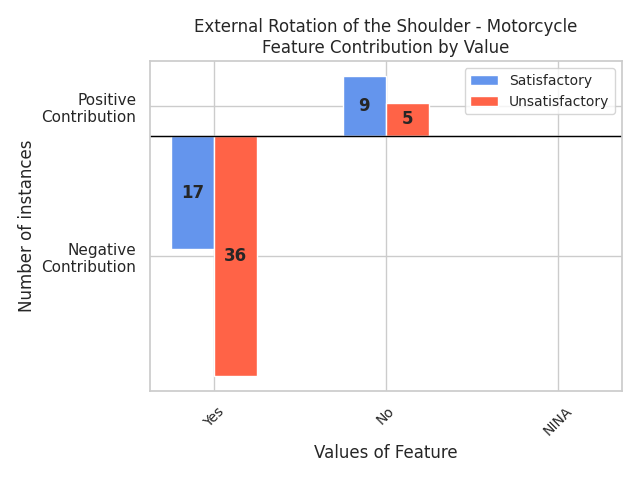 External Rotation of the Shoulder - Motorcycle
Feature Contribution by Value
Satisfactory
Unsatisfactory
Positive
Contribution
Negative
Contribution
Number of instances
9
5
17
36
Yes
No
NINA
Values of Feature